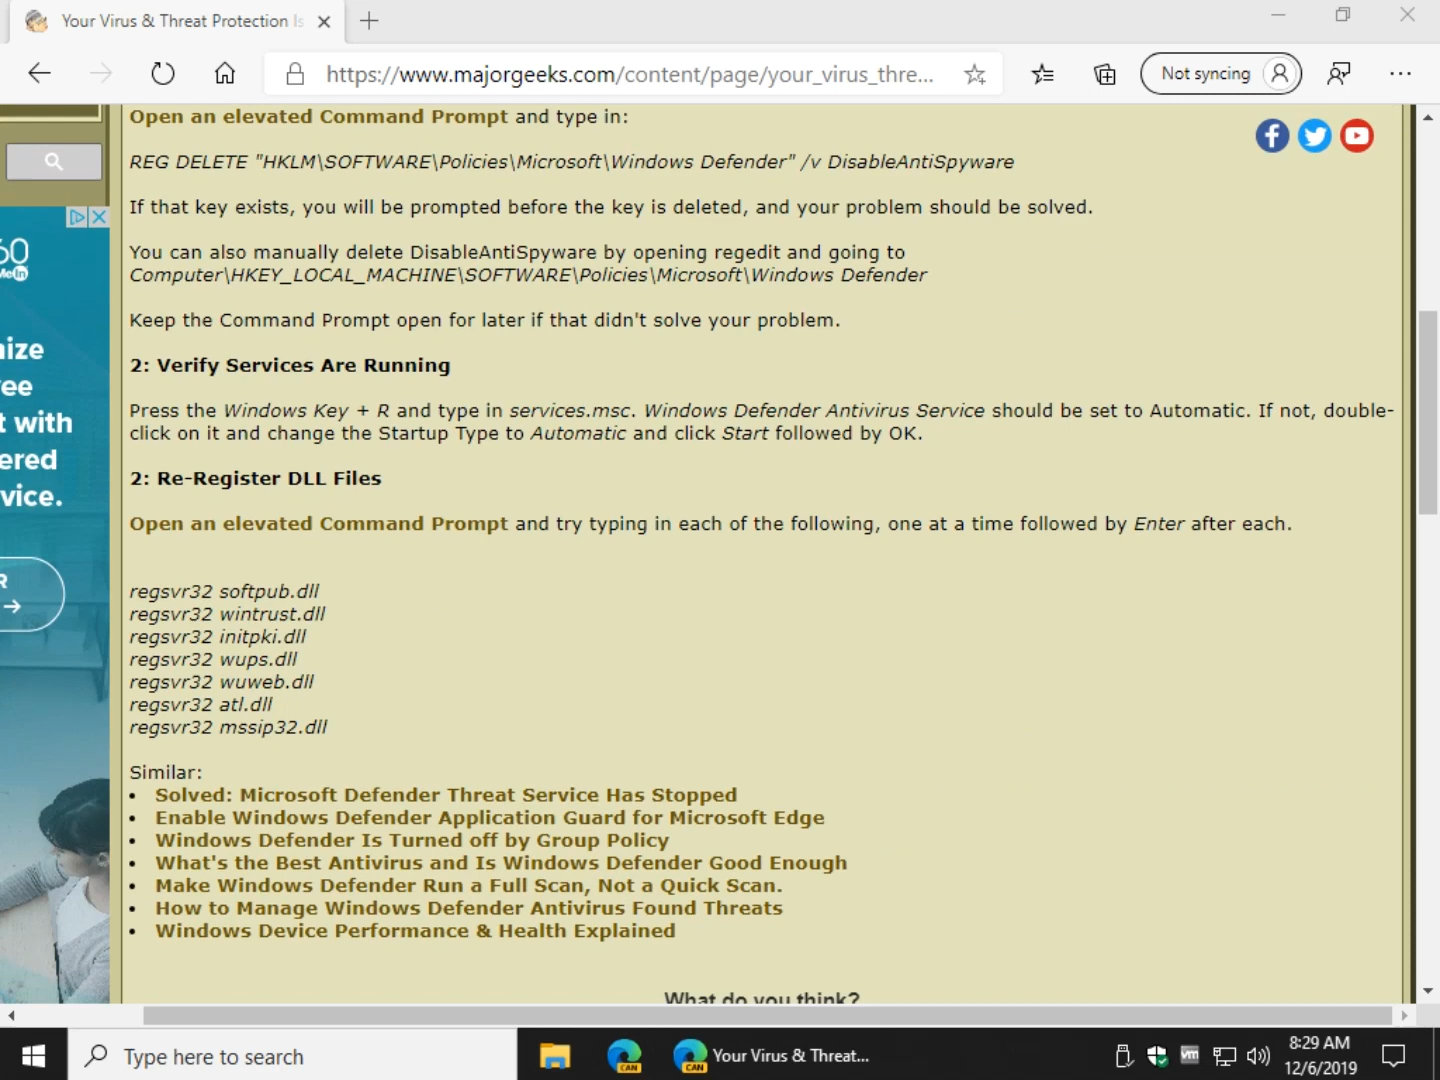 Your Virus & Threat Protection Is
https://www.majorgeeks.com/content/page/your_virus_thre...
Not syncing
Open an elevated Command Prompt and type in:
REG DELETE "HKLM\SOFTWARE\Policies\Microsoft\Windows Defender" /v DisableAntiSpyware
If that key exists, you will be prompted before the key is deleted, and your problem should be solved.
You can also manually delete DisableAntiSpyware by opening regedit and going to
Computer\HKEY_LOCAL_MACHINE\SOFTWARE\Policies\Microsoft\Windows Defender
Keep the Command Prompt open for later if that didn't solve your problem.
2: Verify Services Are Running
Press the Windows Key + R and type in services.msc. Windows Defender Antivirus Service should be set to Automatic. If not, double-
click on it and change the Startup Type to Automatic and click Start followed by OK.
2: Re-Register DLL Files
Open an elevated Command Prompt and try typing in each of the following, one at a time followed by Enter after each.
regsvr32 softpub.dll
regsvr32 wintrust.dll
regsvr32 initpki.dll
regsvr32 wups.dll
regsvr32 wuweb.dll
regsvr32 atl.dll
regsvr32 mssip32.dll
Similar:
• Solved: Microsoft Defender Threat Service Has Stopped
• Enable Windows Defender Application Guard for Microsoft Edge
• Windows Defender Is Turned off by Group Policy
• What's the Best Antivirus and Is Windows Defender Good Enough
• Make Windows Defender Run a Full Scan, Not a Quick Scan.
• How to Manage Windows Defender Antivirus Found Threats
• Windows Device Performance & Health Explained
What do you think?
60
MeIn
ize
ee
t with
ered
vice.
R
Type here to search
CAN
CAN
Your Virus & Threat...
vm
8:29 AM
12/6/2019